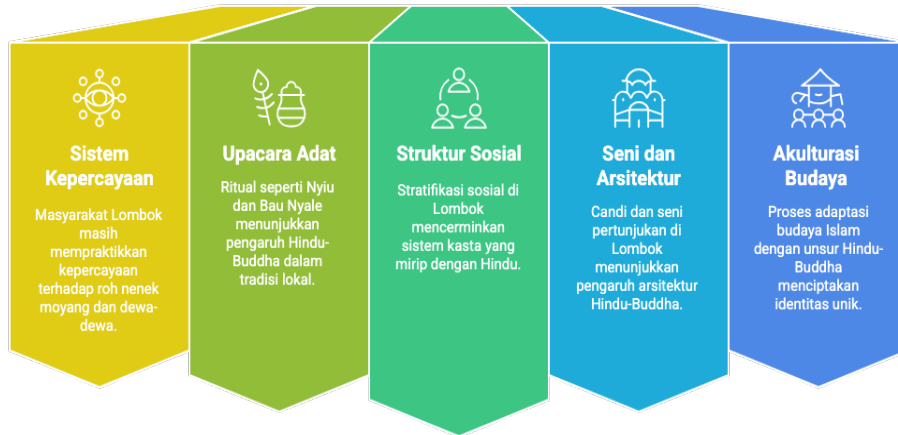 Sistem
Kepercayaan
Masyarakat Lombok
masih
mempraktikkan
kepercayaan
terhadap roh nenek
moyang dan dewa-
dewa.
Upacara Adat
Ritual seperti Nyiu
dan Bau Nyale
menunjukkan
pengaruh Hindu-
Buddha dalam
tradisi lokal.
Struktur Sosial
Stratifikasi sosial di
Lombok
mencerminkan
sistem kasta yang
mirip dengan Hindu.
Seni dan
Arsitektur
Candi dan seni
pertunjukan di
Lombok
menunjukkan
pengaruh arsitektur
Hindu-Buddha.
Akulturasi
Budaya
Proses adaptasi
budaya Islam
dengan unsur Hindu-
Buddha
menciptakan
identitas unik.